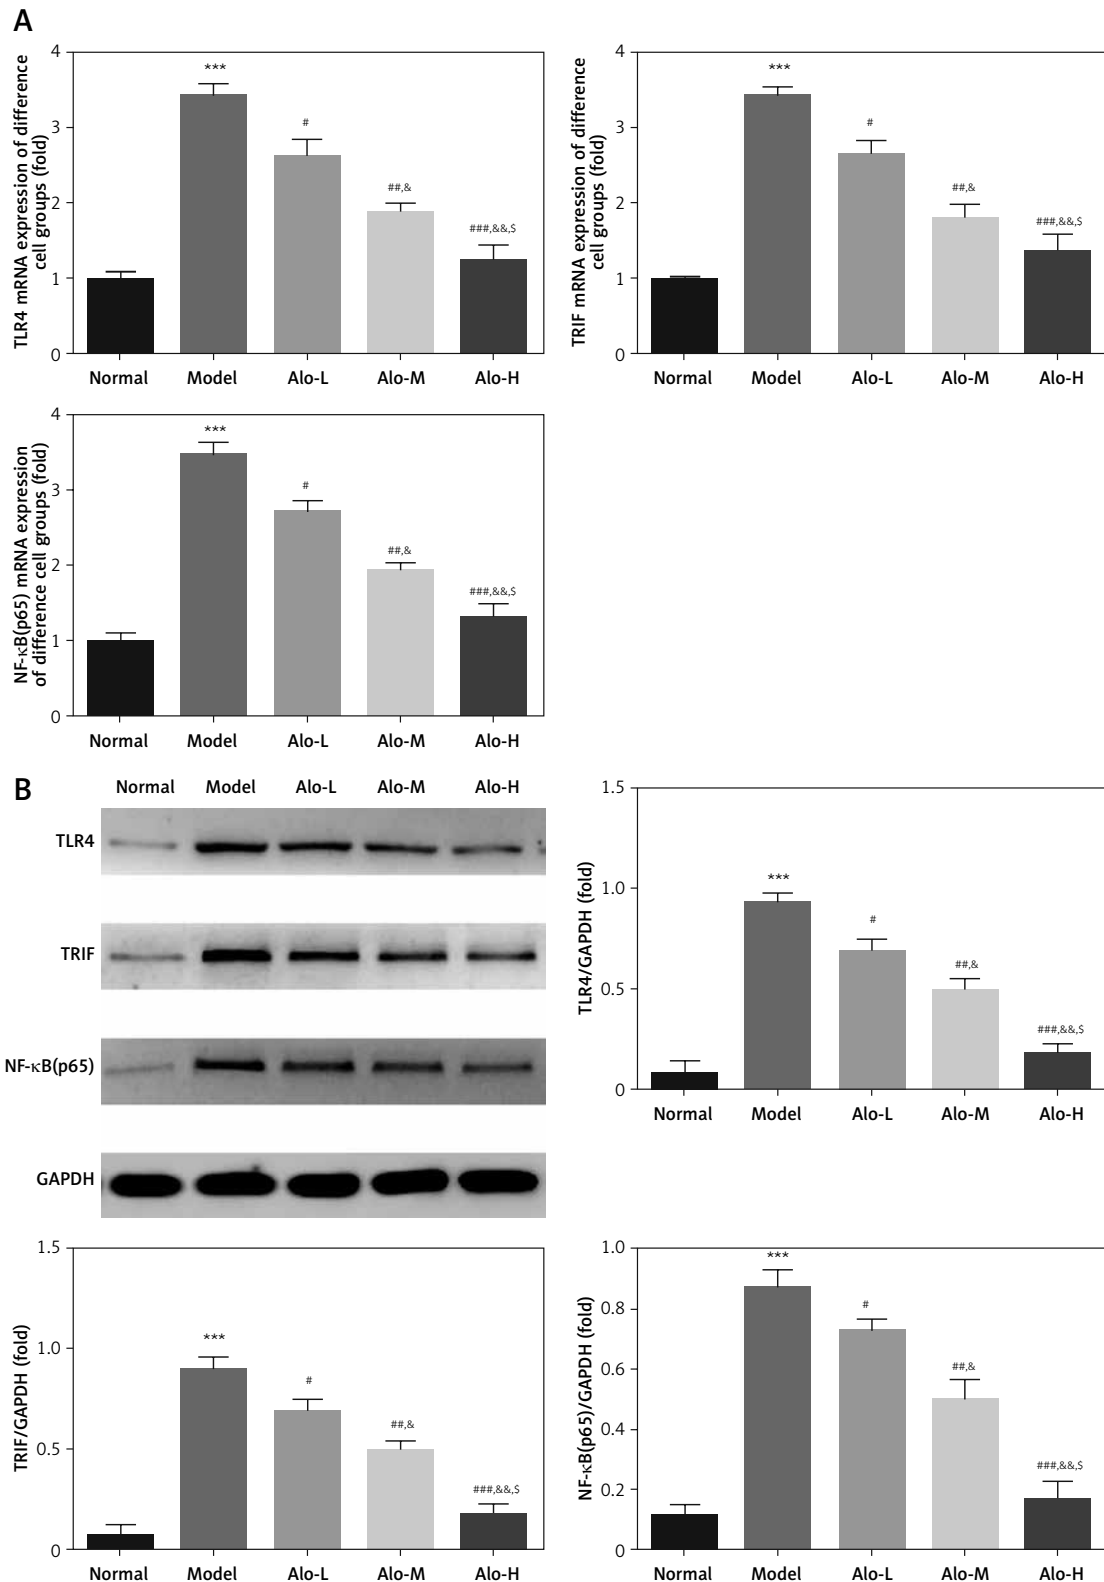 A
TLR4 mRNA expression of difference
cell groups (fold)
4
3
2
1
0
***
#
##,&
###,&&,$
Normal Model Alo-L Alo-M Alo-H
TRIF mRNA expression of difference
cell groups (fold)
4
3
2
1
0
***
#
##,&
###,&&,$
Normal Model Alo-L Alo-M Alo-H
NF-κB(p65) mRNA expression
of difference cell groups (fold)
4
3
2
1
0
***
#
##,&
###,&&,$
Normal Model Alo-L Alo-M Alo-H
B
Normal Model Alo-L Alo-M Alo-H
TLR4
TRIF
NF-κB(p65)
GAPDH
TLR4/GAPDH (fold)
1.5
1.0
0.5
0
***
#
##,&
###,&&,$
Normal Model Alo-L Alo-M Alo-H
TRIF/GAPDH (fold)
1.5
1.0
0.5
0
***
#
##,&
###,&&,$
Normal Model Alo-L Alo-M Alo-H
NF-κB(p65)/GAPDH (fold)
1.0
0.8
0.6
0.4
0.2
0
***
#
##,&
###,&&,$
Normal Model Alo-L Alo-M Alo-H